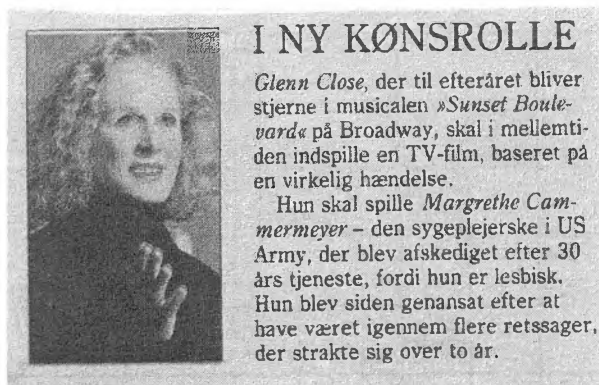 I NY KØNSROLLE
Glenn Close, der til efteråret bliver
stjerne i musicalen »Sunset Boule-
vard« på Broadway, skal i mellemti-
den indspille en TV-film, baseret på
en virkelig hændelse.
Hun skal spille Margrethe Cam-
mermeyer – den sygeplejerske i US
Army, der blev afskediget efter 30
års tjeneste, fordi hun er lesbisk.
Hun blev siden genansat efter at
have været igennem flere retssager,
der strakte sig over to år.